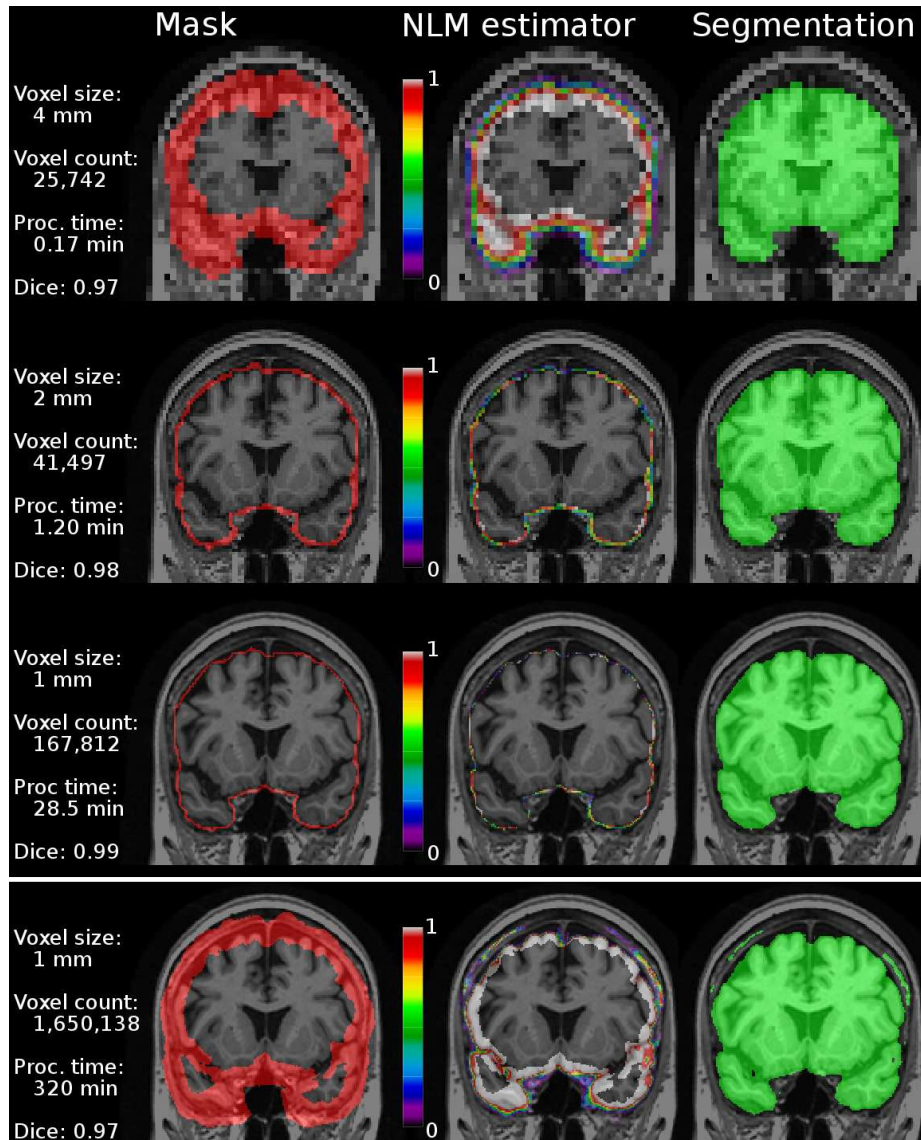 Mask NLM estimator Segmentation
Voxel size:
4 mm
Voxel count:
25,742
Proc. time:
0.17 min
Dice: 0.97
1
0
Voxel size:
2 mm
Voxel count:
41,497
Proc. time:
1.20 min
Dice: 0.98
1
0
Voxel size:
1 mm
Voxel count:
167,812
Proc time:
28.5 min
Dice: 0.99
1
0
Voxel size:
1 mm
Voxel count:
1,650,138
Proc. time:
320 min
Dice: 0.97
1
0